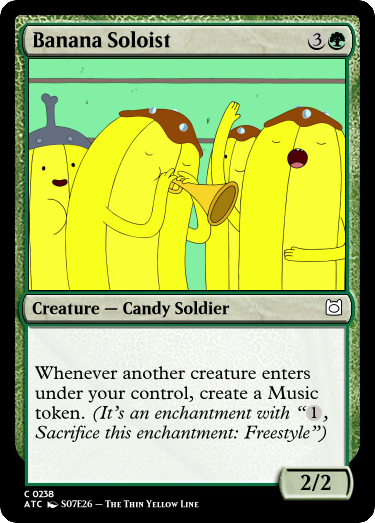 Banana Soloist 3
Creature — Candy Soldier
Whenever another creature enters
under your control, create a Music
token. (It's an enchantment with “1,
Sacrifice this enchantment: Freestyle”)
2/2
C 0238
ATC S07E26 – The Thin Yellow Line